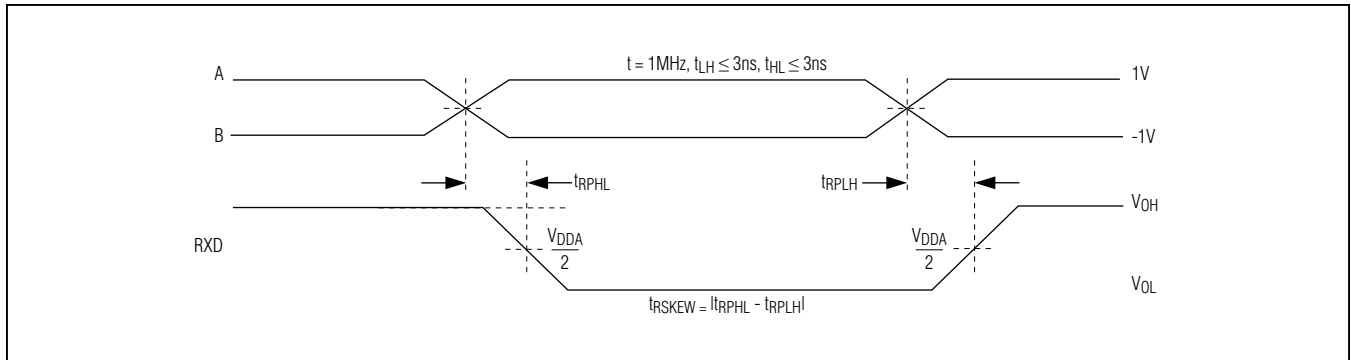 A
t = 1MHz, tLH ≤ 3ns, tHL ≤ 3ns
1V
B
-1V
tRPHL
tRPLH
VOH
RXD
VDDA
2
VDDA
2
VOL
tRSKEW = |tRPHL - tRPLH|